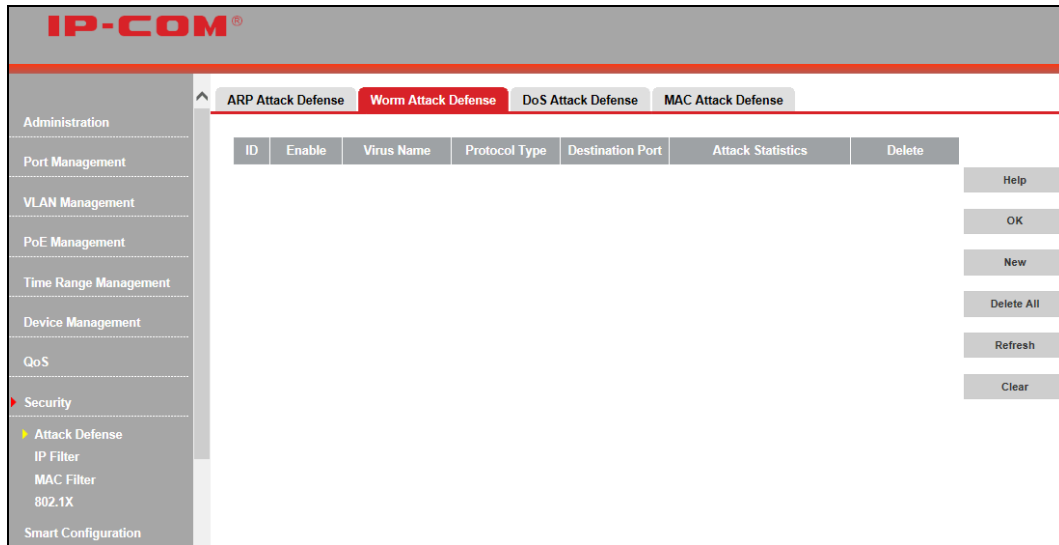 IP-COM®
ARP Attack Defense Worm Attack Defense DoS Attack Defense MAC Attack Defense
Administration
Port Management
VLAN Management
PoE Management
Time Range Management
Device Management
QoS
Security
Attack Defense
IP Filter
MAC Filter
802.1X
Smart Configuration
ID Enable Virus Name Protocol Type Destination Port Attack Statistics Delete
Help
OK
New
Delete All
Refresh
Clear